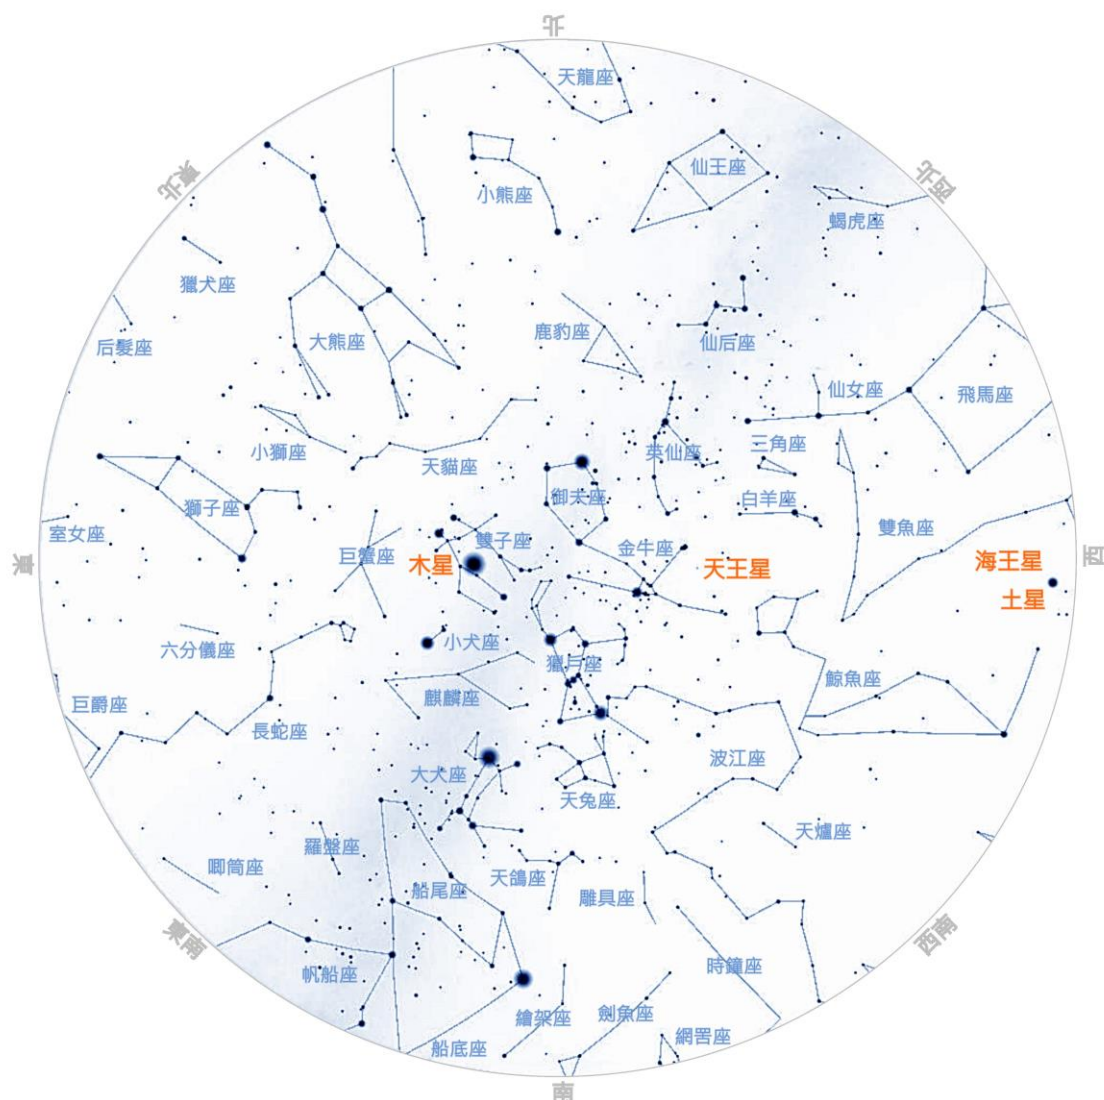 北
天龍座
仙王座
東北
西北
小熊座
蝎虎座
獵犬座
鹿豹座
大熊座
仙后座
后髮座
仙女座
飛馬座
小獅座
天貓座
英仙座
三角座
御夫座
白羊座
獅子座
雙魚座
室女座
雙子座
金牛座
巨蟹座
木星
天王星
海王星
東
西
土星
小犬座
六分儀座
獵戶座
鯨魚座
麒麟座
巨爵座
長蛇座
波江座
大犬座
天兔座
天爐座
羅盤座
唧筒座
天鴿座
船尾座
雕具座
東南
西南
時鐘座
帆船座
繪架座
劍魚座
網罟座
船底座
南